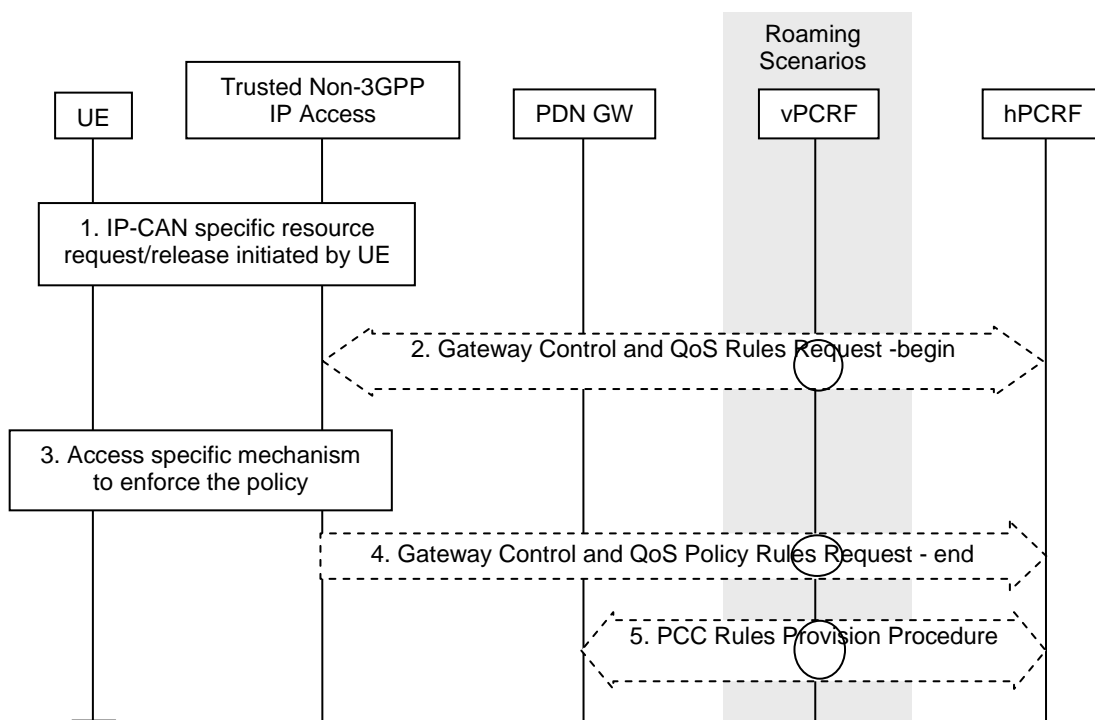 Roaming
Scenarios
UE
Trusted Non-3GPP
IP Access
PDN GW
vPCRF
hPCRF
1. IP-CAN specific resource
request/release initiated by UE
2. Gateway Control and QoS Rules Request -begin
3. Access specific mechanism
to enforce the policy
4. Gateway Control and QoS Policy Rules Request - end
5. PCC Rules Provision Procedure